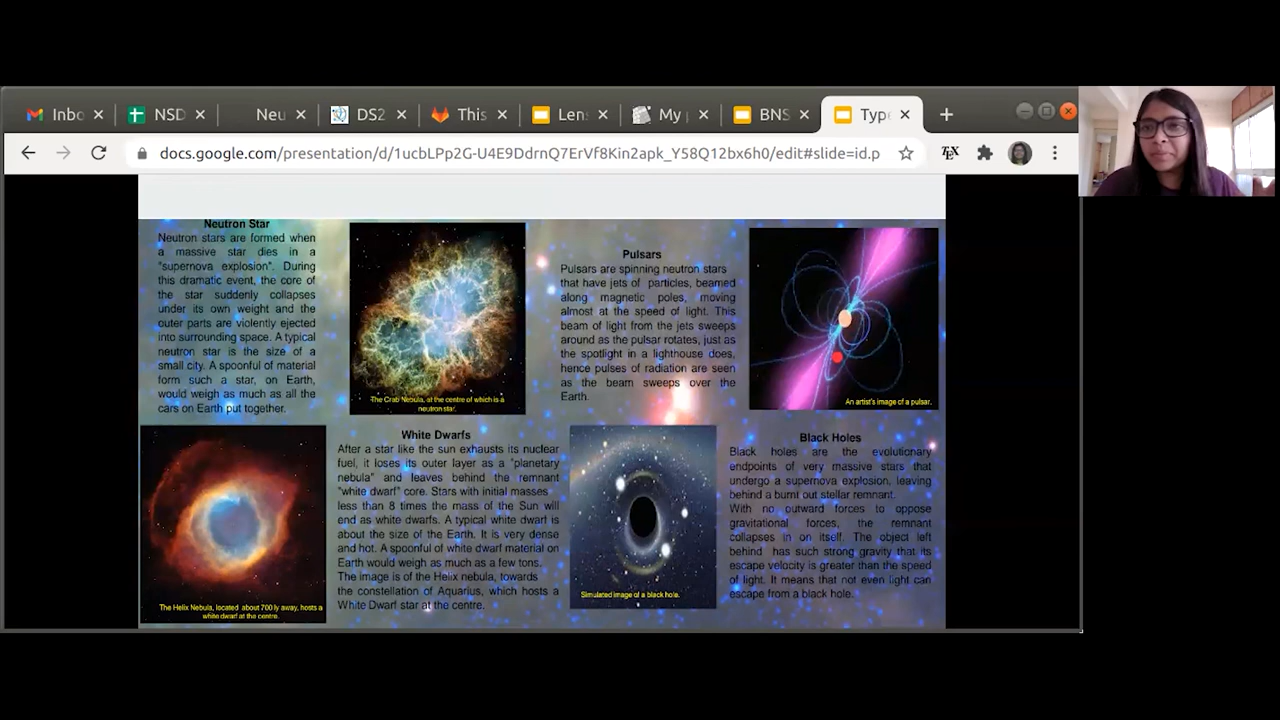 Inbo
NSD
Neu
DS2
This
Len
My
BNS
Type
docs.google.com/presentation/d/1ucbLPp2G-U4E9DdrnQ7ErVf8Kin2apk_Y58Q12bx6h0/edit#slide=id.p
Neutron Star
Neutron stars are formed when
a massive star dies in a
"supernova explosion". During
this dramatic event, the core of
the star suddenly collapses
under its own weight and the
outer parts are violently ejected
into surrounding space. A typical
neutron star is the size of a
small city. A spoonful of material
form such a star, on Earth,
would weigh as much as all the
cars on Earth put together.
The Crab Nebula, at the centre of which is a
neutron star.
Pulsars
Pulsars are spinning neutron stars
that have jets of particles, beamed
along magnetic poles, moving
almost at the speed of light. This
beam of light from the jets sweeps
around as the pulsar rotates, just as
the spotlight in a lighthouse does,
hence pulses of radiation are seen
as the beam sweeps over the
Earth.
An artist's image of a pulsar.
The Helix Nebula, located about 700 ly away, hosts a
white dwarf at the centre.
White Dwarfs
After a star like the sun exhausts its nuclear
fuel, it loses its outer layer as a "planetary
nebula" and leaves behind the remnant
"white dwarf" core. Stars with initial masses
less than 8 times the mass of the Sun will
end as white dwarfs. A typical white dwarf is
about the size of the Earth. It is very dense
and hot. A spoonful of white dwarf material on
Earth would weigh as much as a few tons.
The image is of the Helix nebula, towards
the constellation of Aquarius, which hosts a
White Dwarf star at the centre.
Simulated image of a black hole.
Black Holes
Black holes are the evolutionary
endpoints of very massive stars that
undergo a supernova explosion, leaving
behind a burnt out stellar remnant.
With no outward forces to oppose
gravitational forces, the remnant
collapses in on itself. The object left
behind has such strong gravity that its
escape velocity is greater than the speed
of light. It means that not even light can
escape from a black hole.